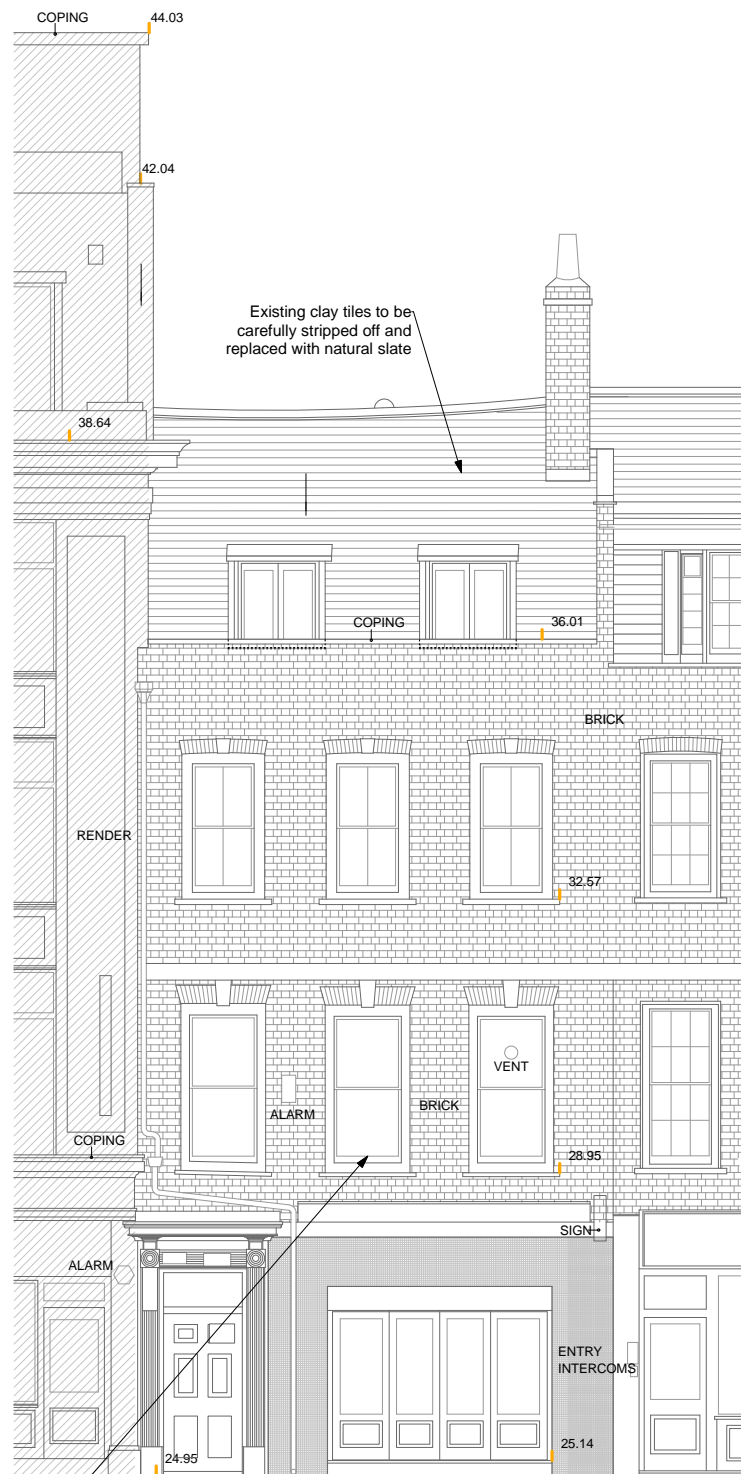 COPING
44.03
42.04
Existing clay tiles to be
carefully stripped off and
replaced with natural slate
38.64
COPING
36.01
BRICK
RENDER
32.57
VENT
ALARM
BRICK
COPING
28.95
SIGN
ALARM
ENTRY
INTERCOMS
25.14
24.95